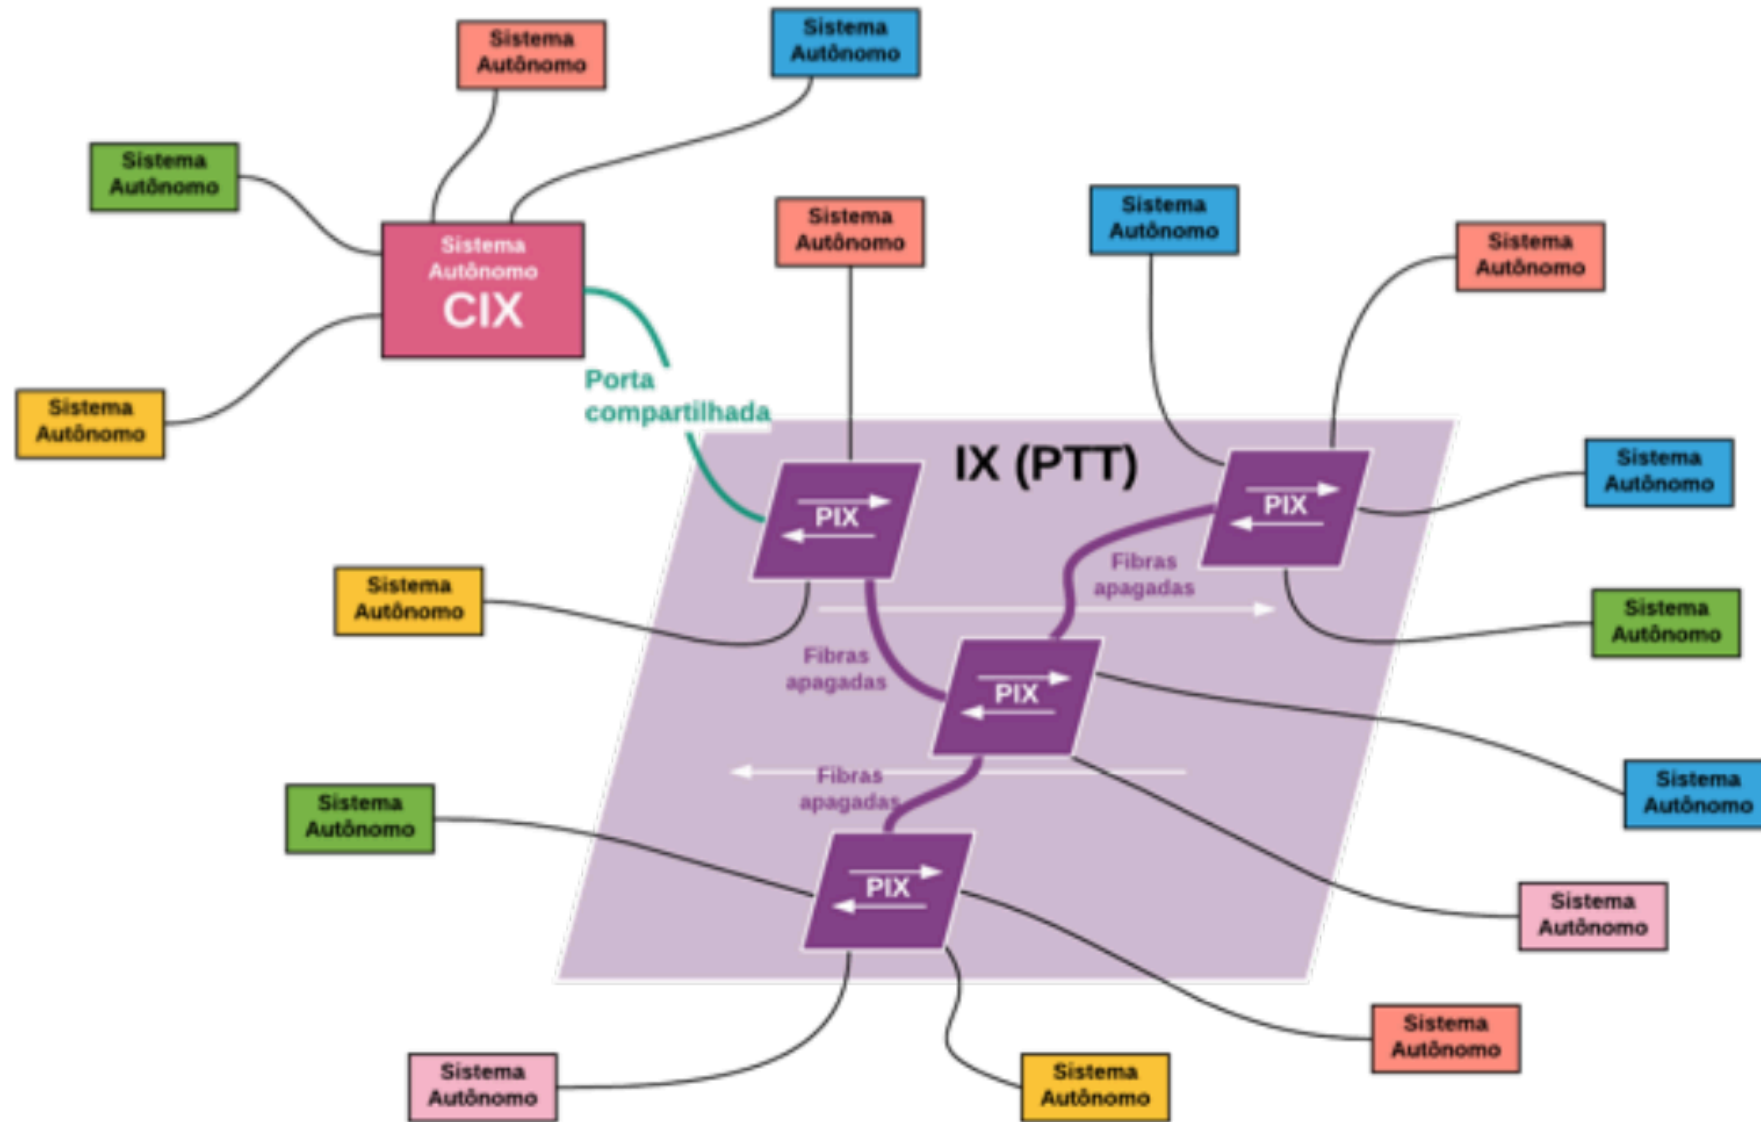 Sistema
Autônomo
Sistema
Autônomo
Sistema
Autônomo
Sistema
Autônomo
CIX
Sistema
Autônomo
Porta
compartilhada
Sistema
Autônomo
Sistema
Autônomo
Sistema
Autônomo
IX (PTT)
PIX
PIX
Sistema
Autônomo
Fibras
apagadas
Sistema
Autônomo
Sistema
Autônomo
Fibras
apagadas
PIX
Fibras
apagadas
Sistema
Autônomo
Sistema
Autônomo
PIX
Sistema
Autônomo
Sistema
Autônomo
Sistema
Autônomo
Sistema
Autônomo